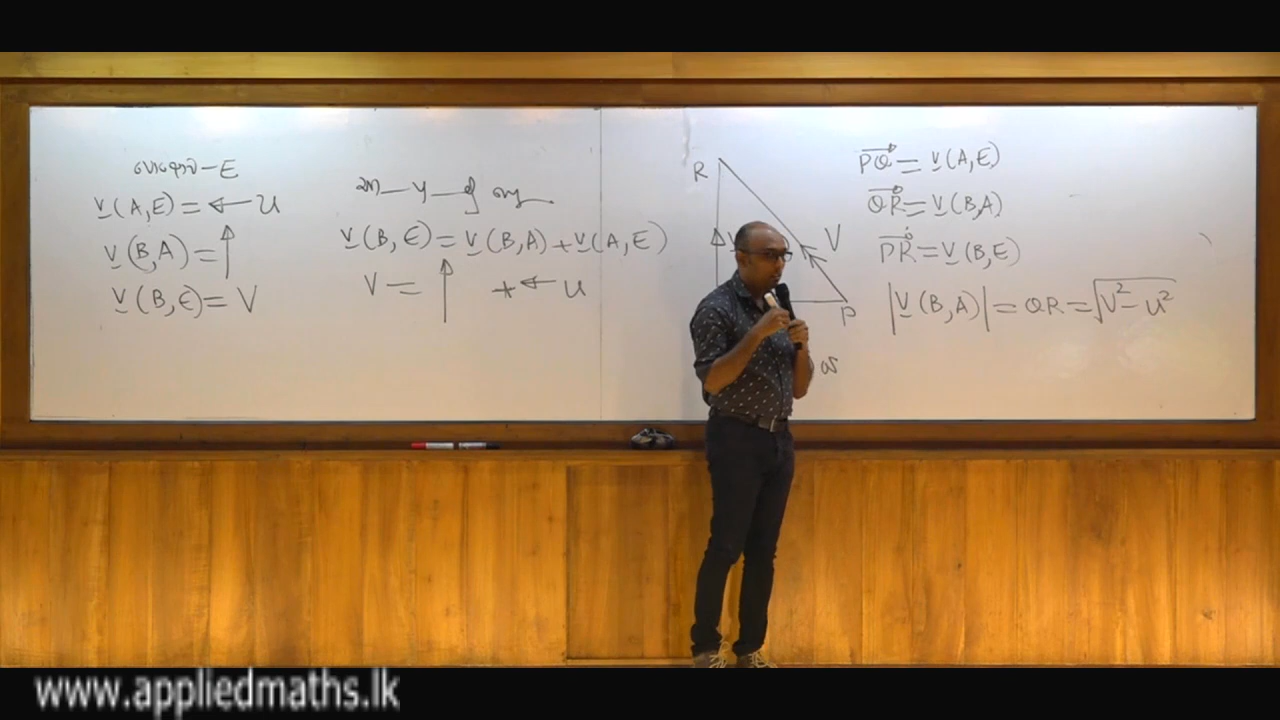 පොළොව-E
v̲(A,E) = ← u
v̲(B,A) = ↑
v̲(B,E) = V
v̲(B,E) = v̲(B,A) + v̲(A,E)
V = ↑ + ← u
R
V
P
PQ⃗ = v̲(A,E)
QR⃗ = v̲(B,A)
PR⃗ = v̲(B,E)
|v̲(B,A)| = QR = √V² - u²
www.appliedmaths.lk